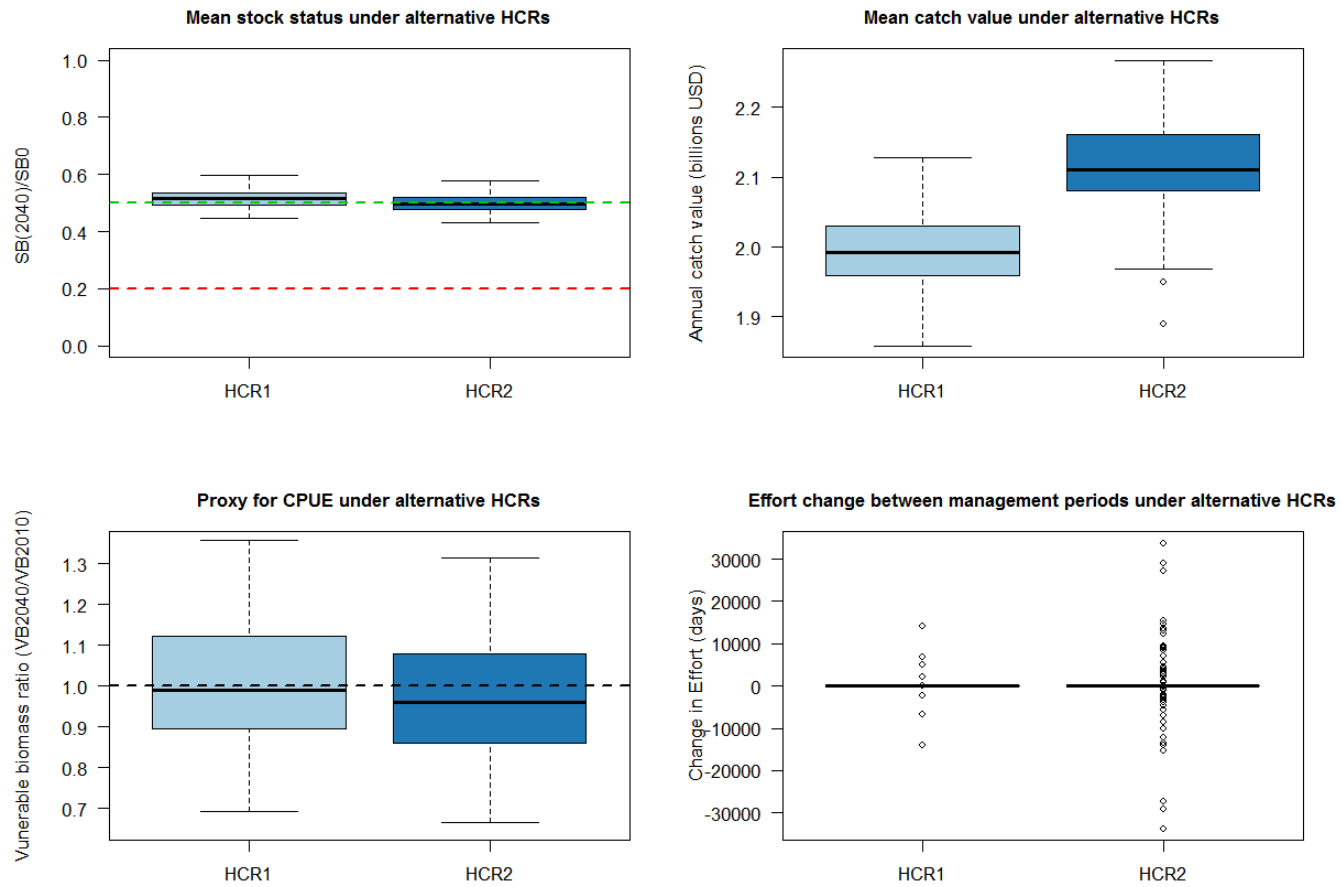 Mean stock status under alternative HCRs
SB(2040)/SB0
1.0
0.8
0.6
0.4
0.2
0.0
HCR1
HCR2
Mean catch value under alternative HCRs
Annual catch value (billions USD)
2.2
2.1
2.0
1.9
HCR1
HCR2
Proxy for CPUE under alternative HCRs
Vunerable biomass ratio (VB2040/VB2010)
1.3
1.2
1.1
1.0
0.9
0.8
0.7
HCR1
HCR2
Effort change between management periods under alternative HCRs
Change in Effort (days)
30000
20000
10000
0
-10000
-20000
-30000
HCR1
HCR2